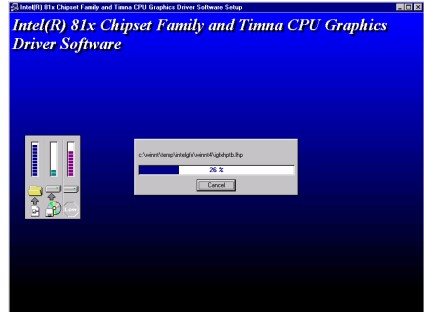 Intel(R) 81x Chipset Family and Timna CPU Graphics Driver Software Setup
Intel(R) 81x Chipset Family and Timna CPU Graphics
Driver Software
c:\winnt\temp\intelgfx\winnt4\igfxhptb.lhp
26 %
Cancel